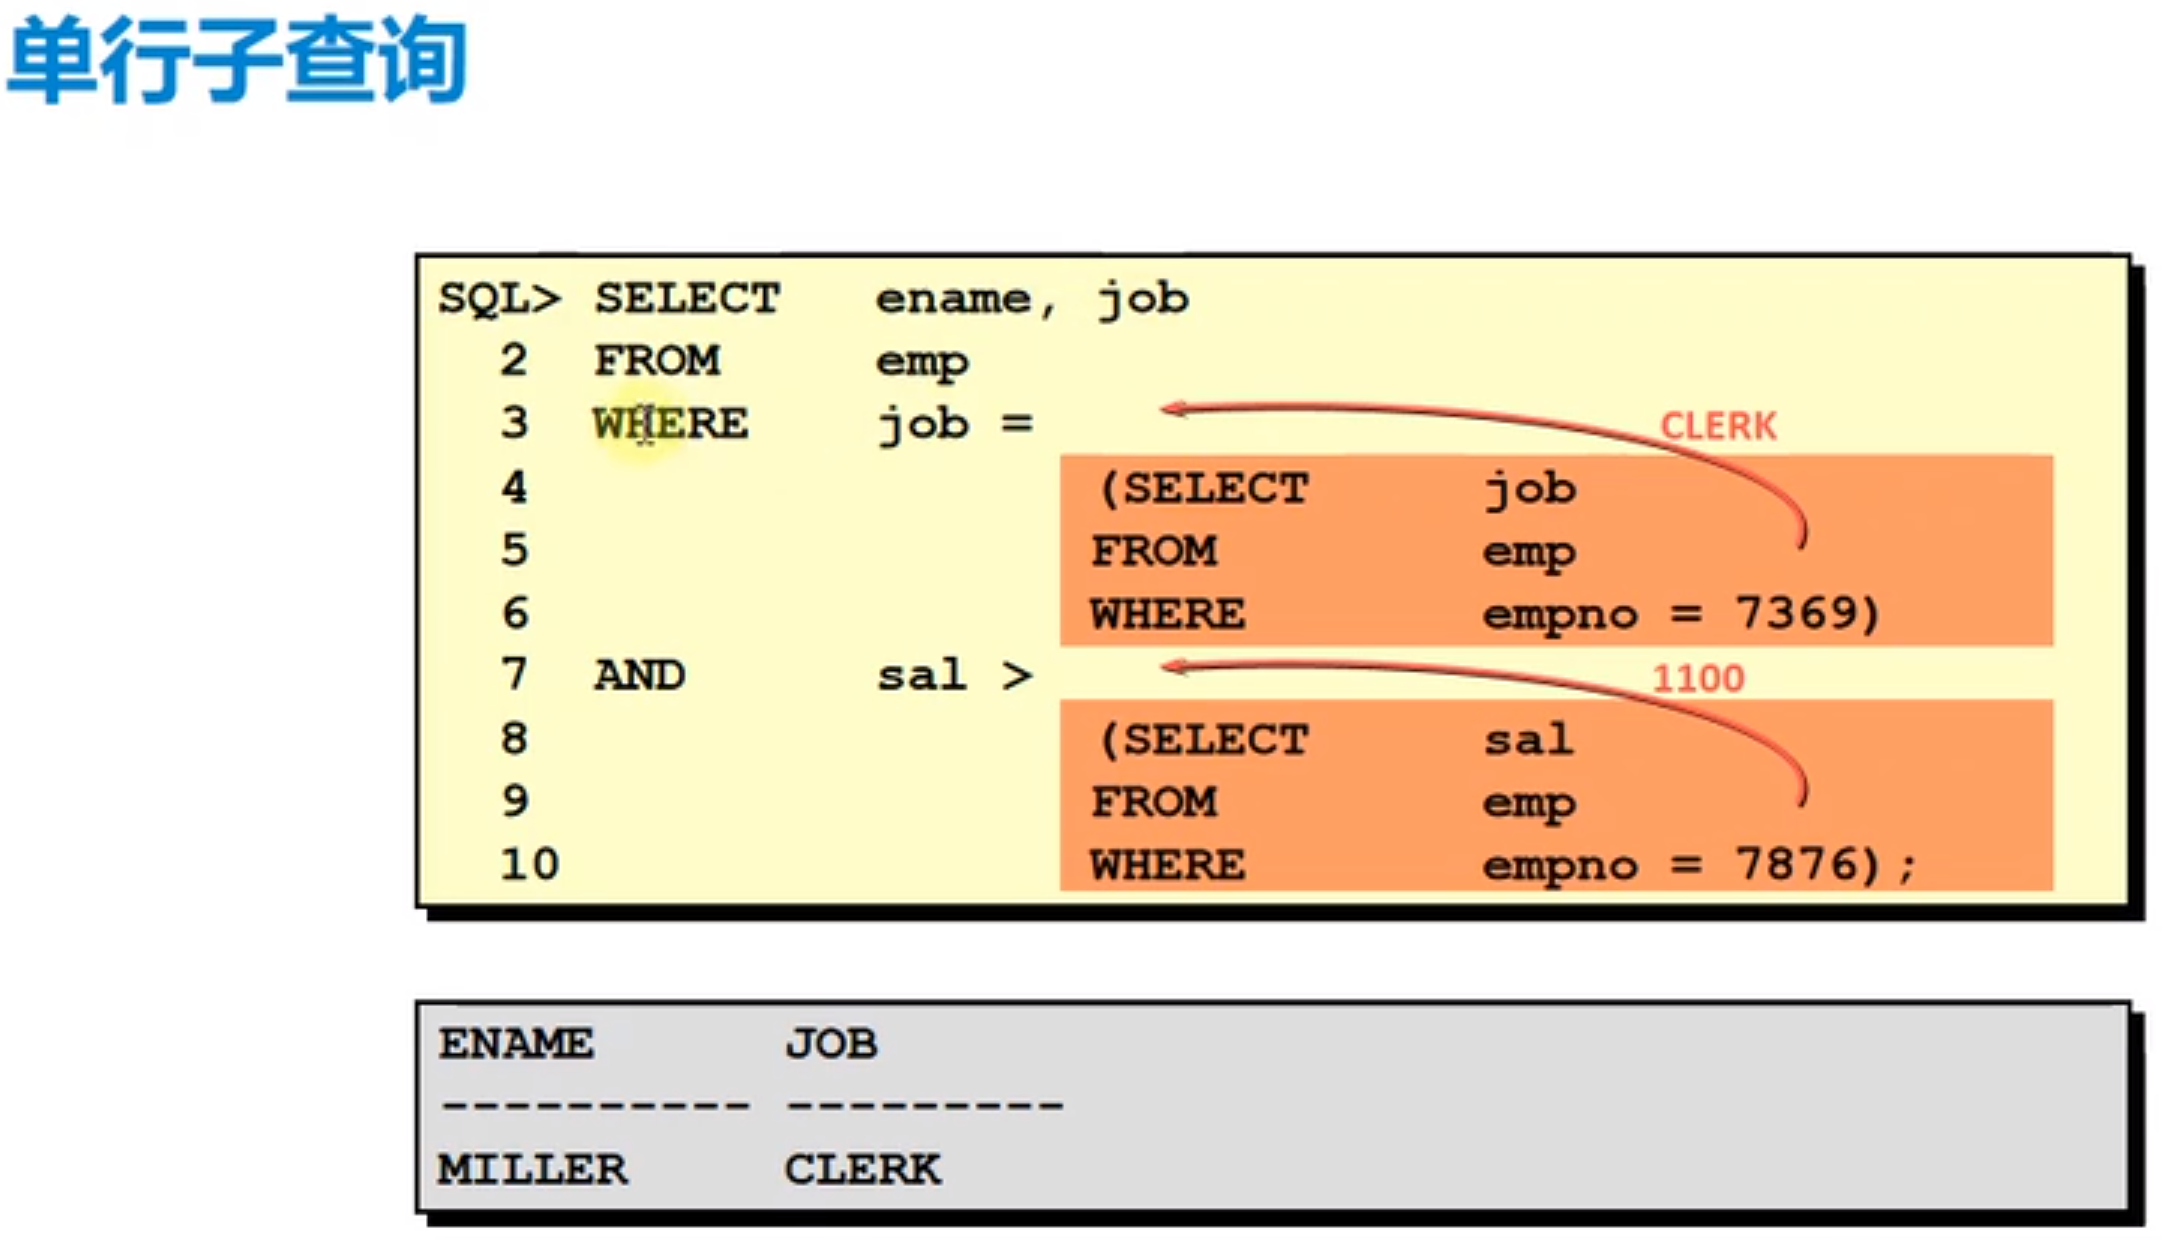 单行子查询
SQL> SELECT ename, job
2 FROM emp
3 WHERE job =
CLERK
4 (SELECT job
5 FROM emp
6 WHERE empno = 7369)
7 AND sal >
1100
8 (SELECT sal
9 FROM emp
10 WHERE empno = 7876);
ENAME JOB
---------- ---------
MILLER CLERK